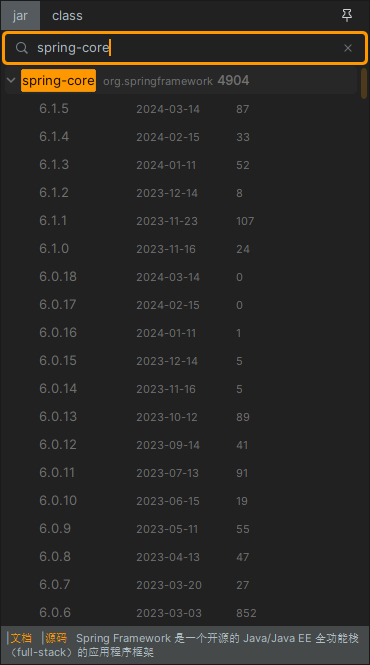 jar class
spring-core
spring-core org.springframework 4904
6.1.5 2024-03-14 87
6.1.4 2024-02-15 33
6.1.3 2024-01-11 52
6.1.2 2023-12-14 8
6.1.1 2023-11-23 107
6.1.0 2023-11-16 24
6.0.18 2024-03-14 0
6.0.17 2024-02-15 0
6.0.16 2024-01-11 1
6.0.15 2023-12-14 5
6.0.14 2023-11-16 5
6.0.13 2023-10-12 89
6.0.12 2023-09-14 41
6.0.11 2023-07-13 91
6.0.10 2023-06-15 19
6.0.9 2023-05-11 55
6.0.8 2023-04-13 47
6.0.7 2023-03-20 27
6.0.6 2023-03-03 852
|文档 |源码 Spring Framework 是一个开源的 Java/Java EE 全功能栈
（full-stack）的应用程序框架